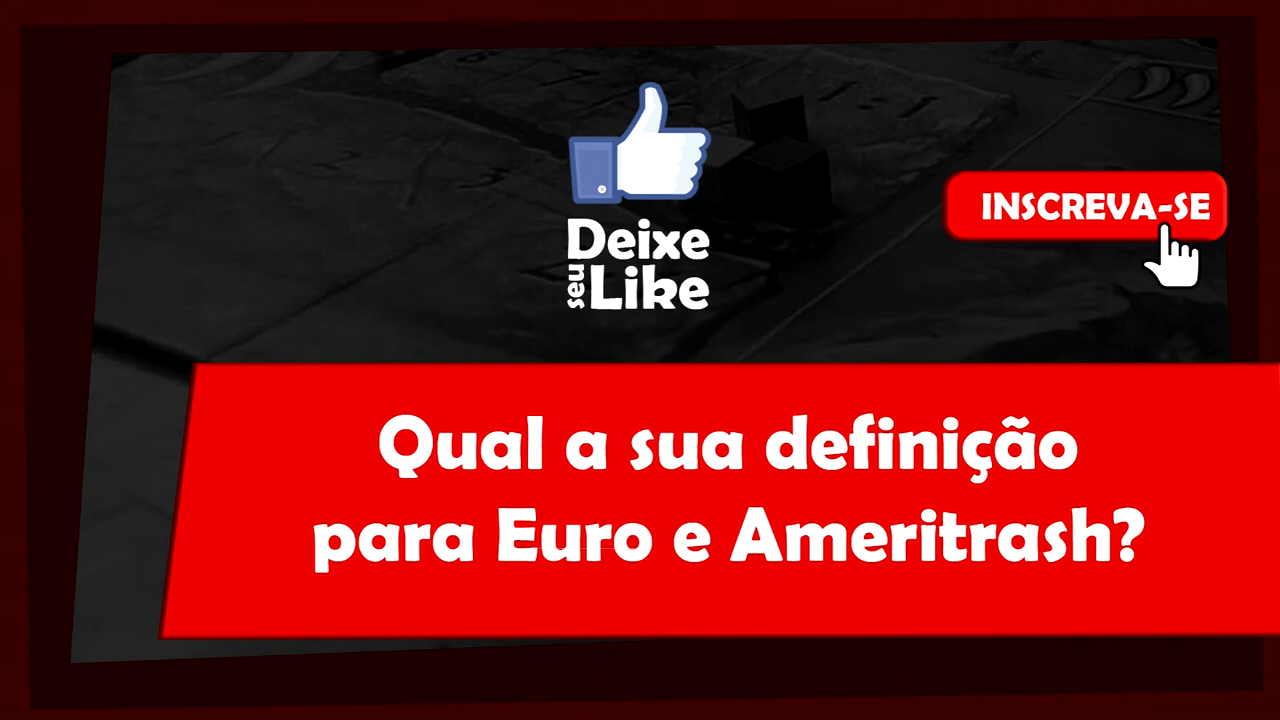 Deixe
seu Like
INSCREVA-SE
Qual a sua definição
para Euro e Ameritrash?